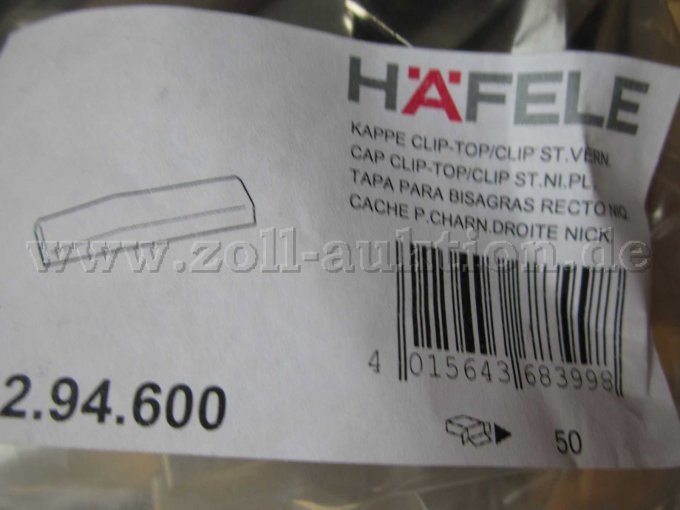 HÄFELE
KAPPE CLIP-TOP/CLIP ST.VERN.
CAP CLIP-TOP/CLIP ST.NI.PL.
TAPA PARA BISAGRAS RECTO NIQ.
CACHE P.CHARN.DROITE NICK
www.zoll-auktion.de
4 015643 683998
2.94.600
50